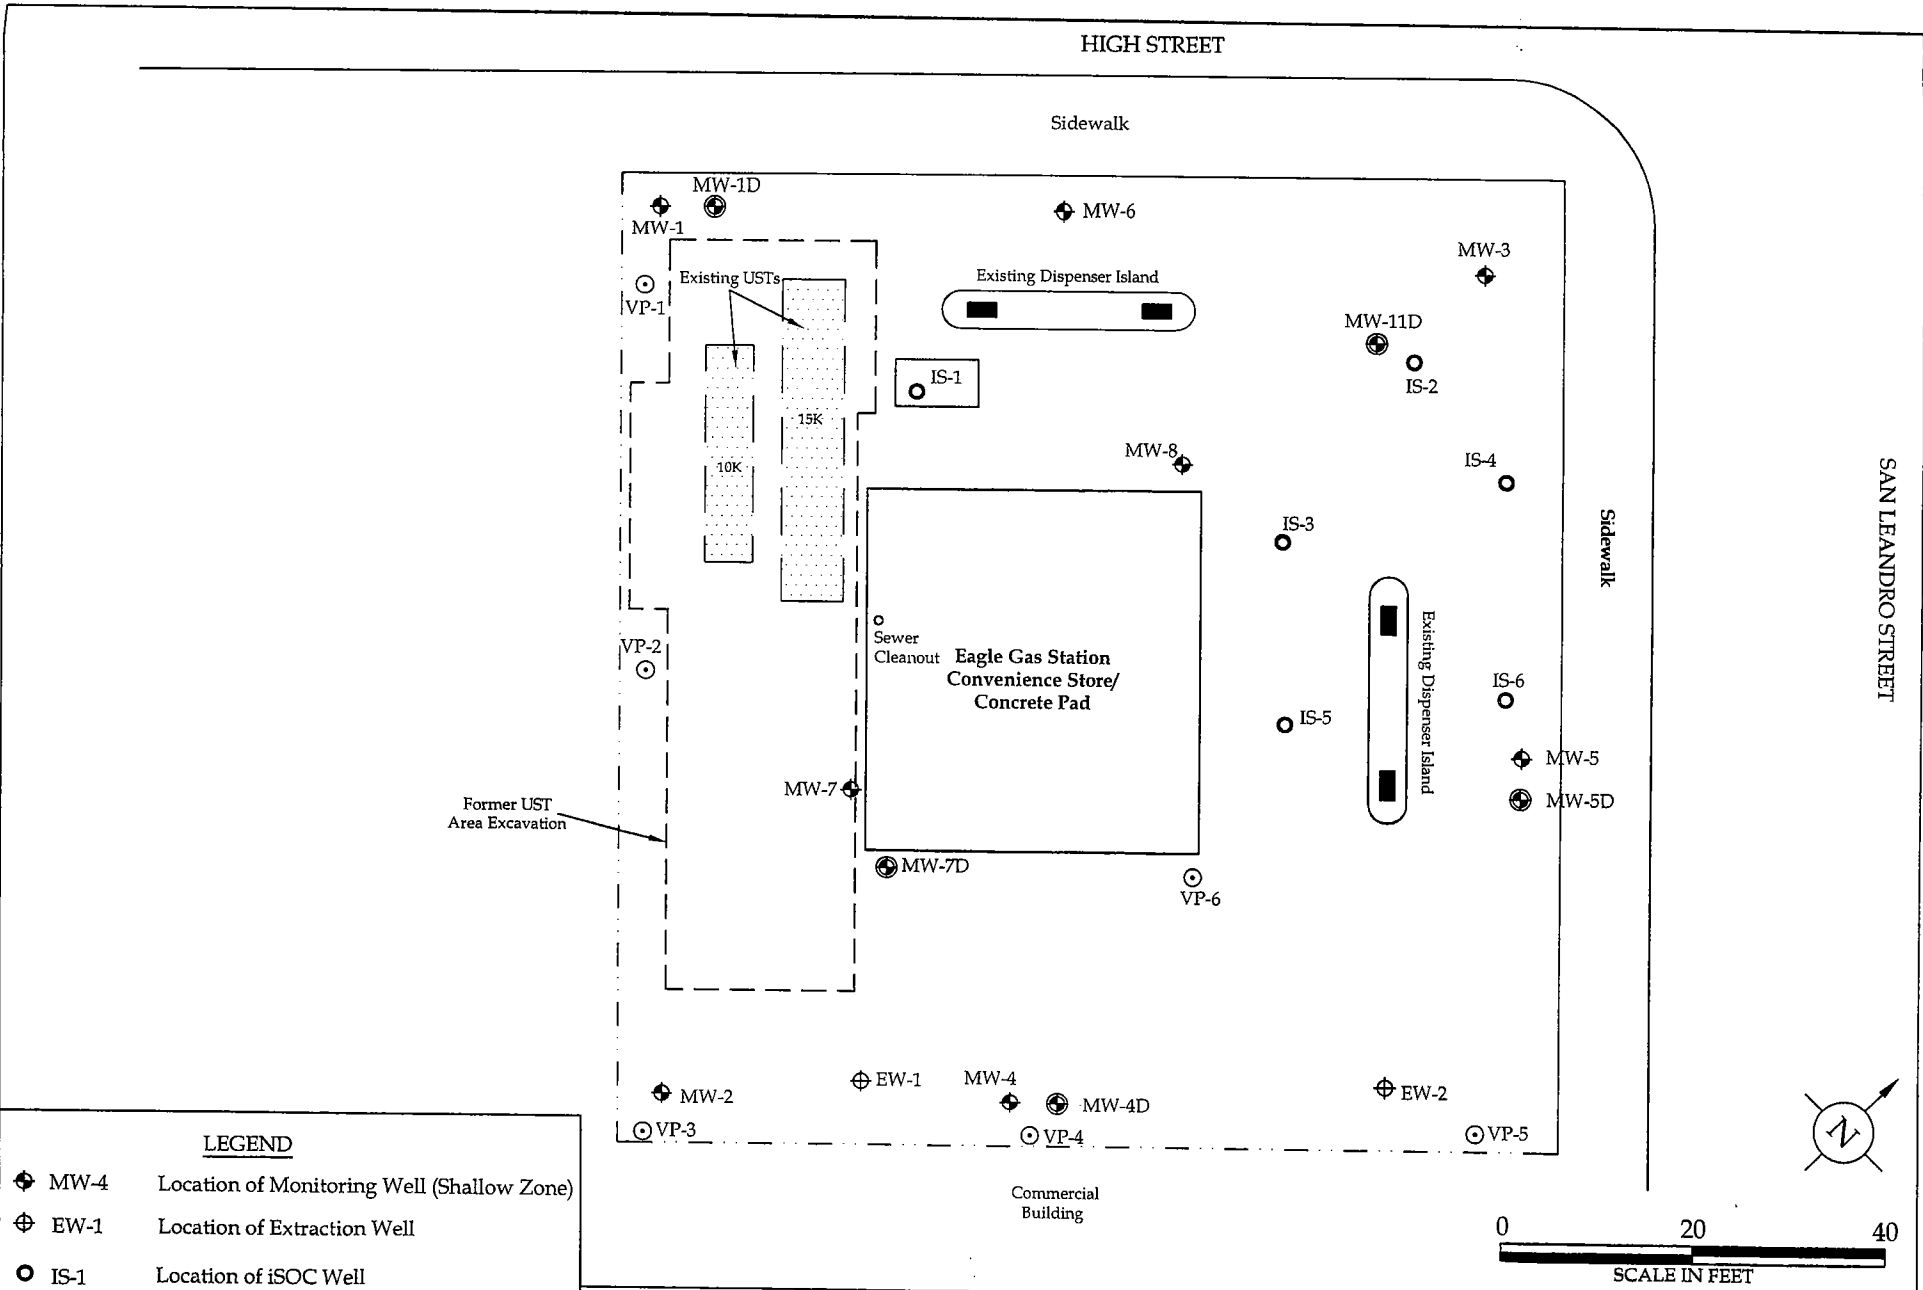 HIGH STREET
Sidewalk
MW-1D
MW-1
MW-6
MW-3
Existing USTs
Existing Dispenser Island
VP-1
MW-11D
IS-1
IS-2
15K
MW-8
IS-4
10K
IS-3
Sidewalk
SAN LEANDRO STREET
Sewer
Cleanout
VP-2
Eagle Gas Station
Convenience Store/
Concrete Pad
Existing Dispenser Island
IS-6
IS-5
MW-5
MW-7
MW-5D
Former UST
Area Excavation
MW-7D
VP-6
MW-2
EW-1
MW-4
MW-4D
EW-2
VP-3
VP-4
VP-5
N
LEGEND
MW-4 Location of Monitoring Well (Shallow Zone)
EW-1 Location of Extraction Well
IS-1 Location of iSOC Well
Commercial
Building
0 20 40
SCALE IN FEET